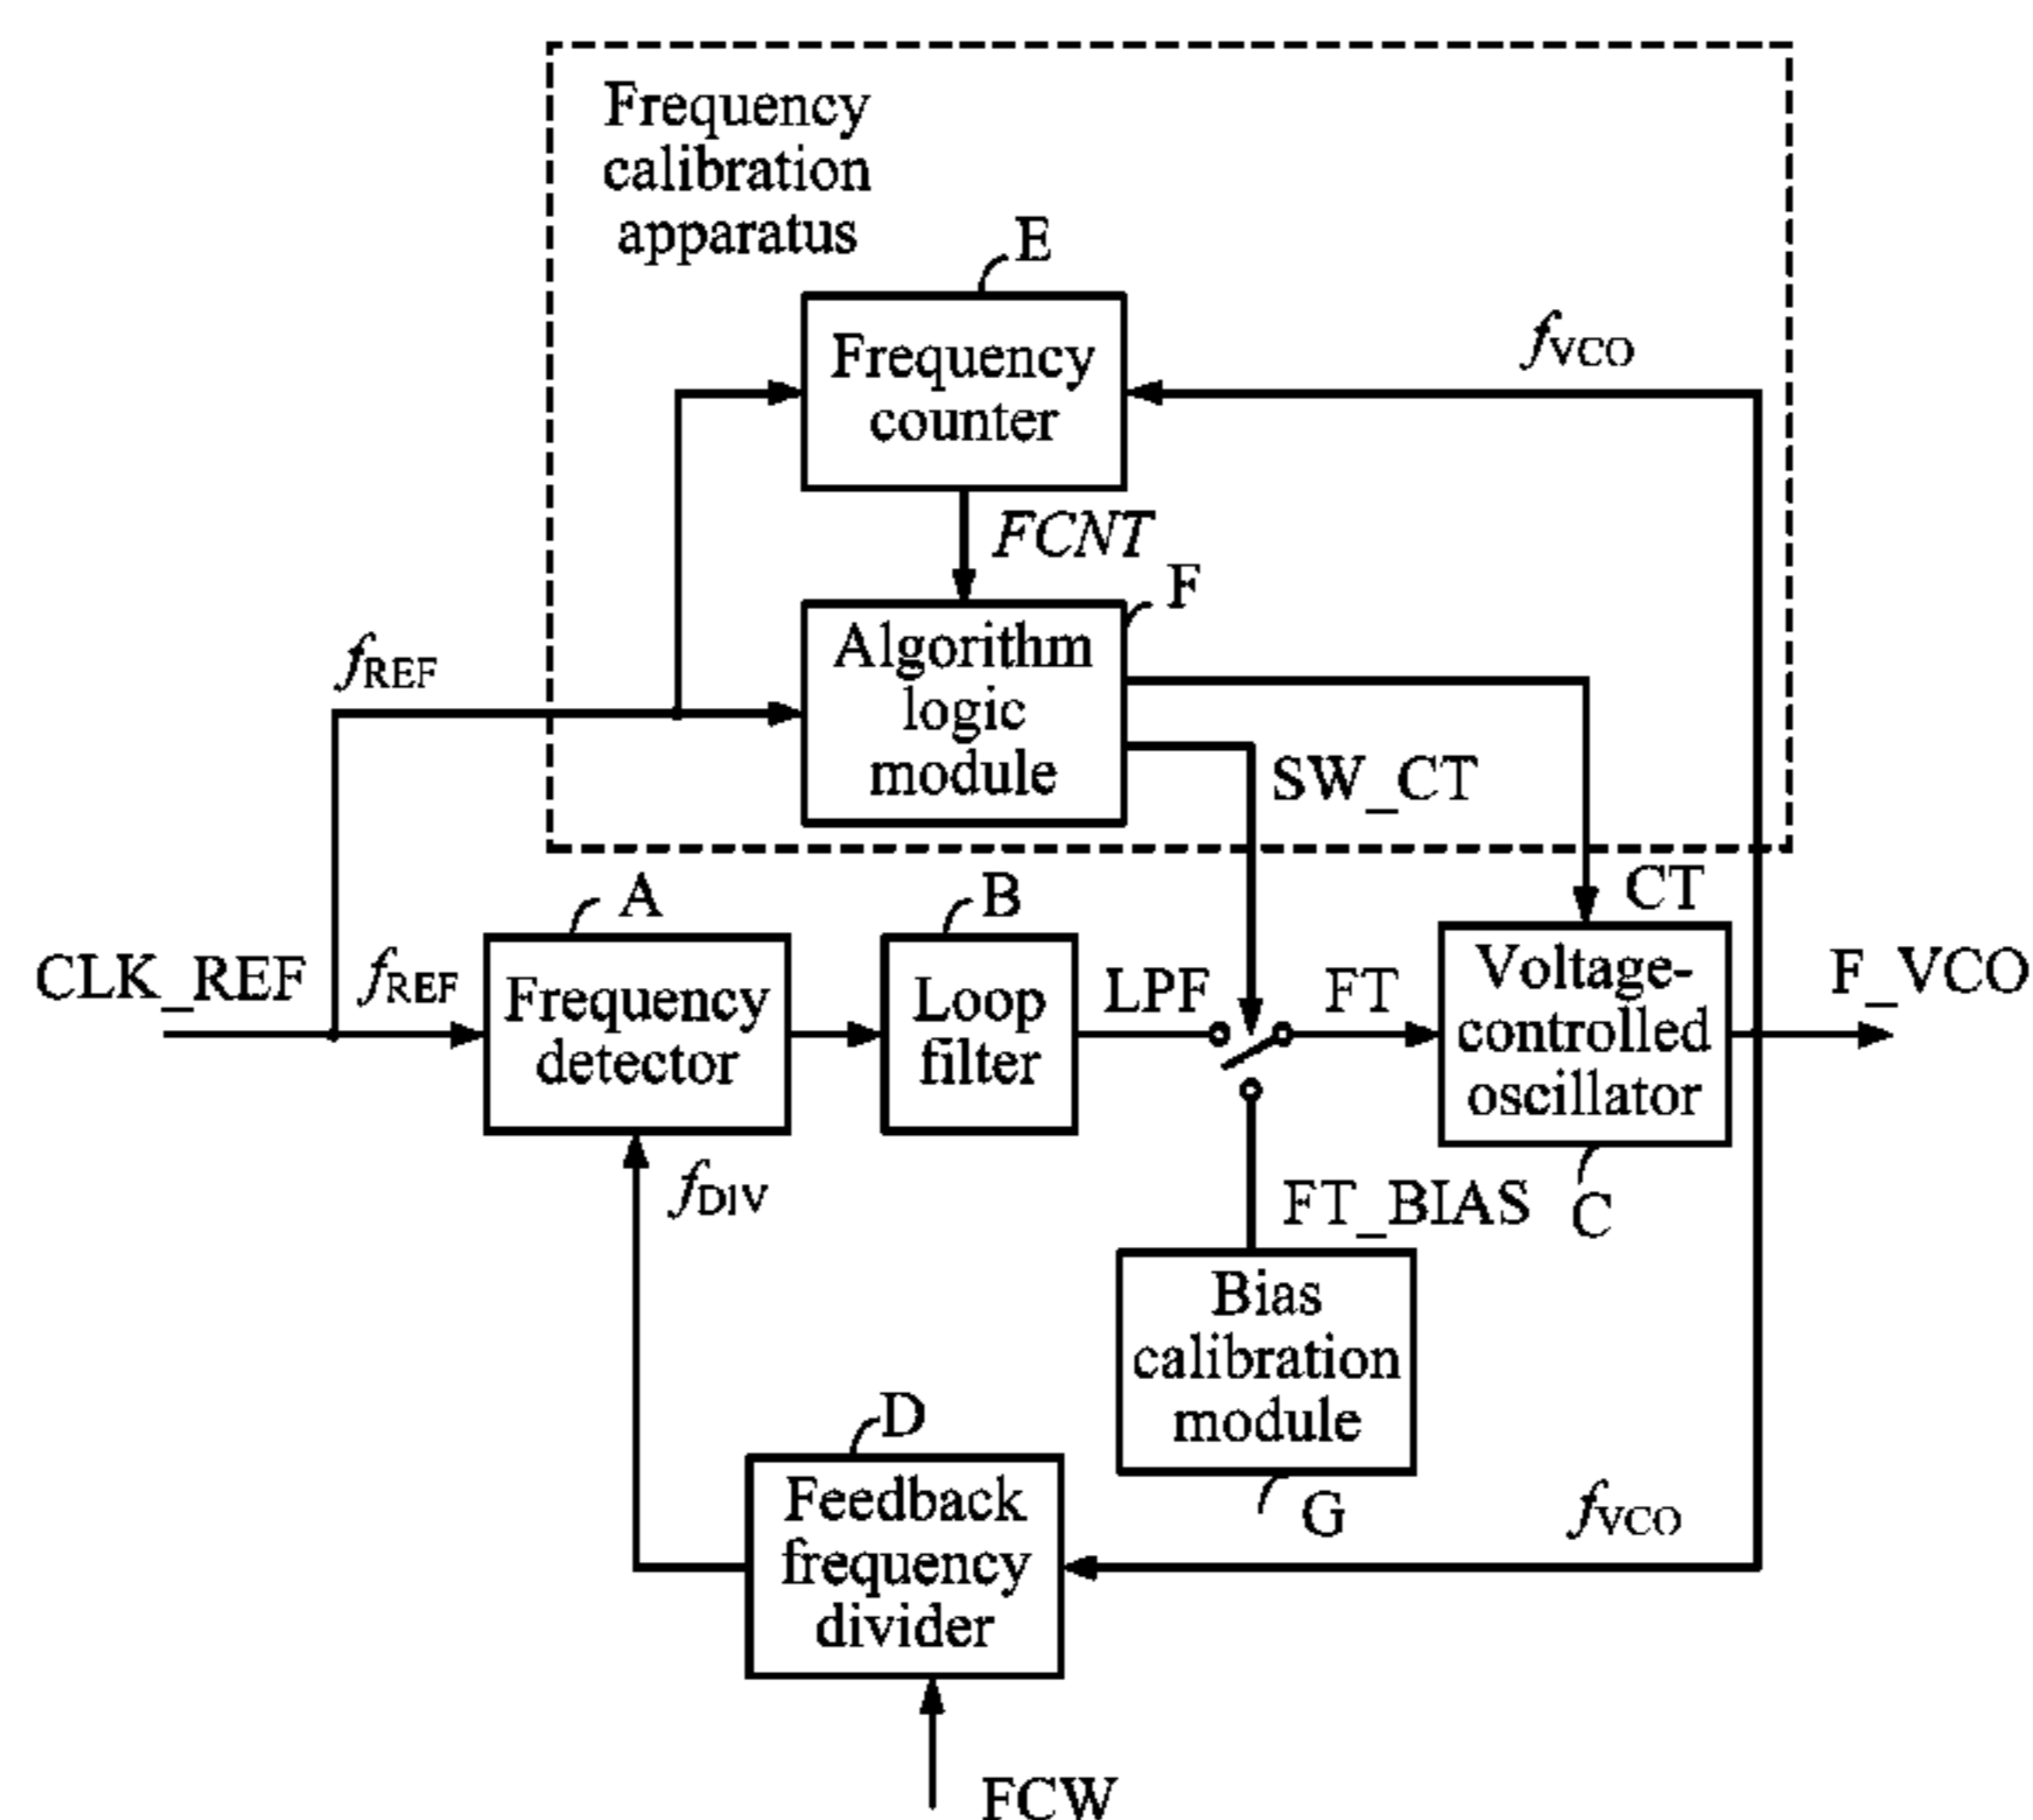 Frequency
calibration
apparatus
E
Frequency
counter
fVCO
FCNT
F
Algorithm
logic
module
fREF
SW_CT
CT
A
B
CLK_REF
fREF
Frequency
detector
Loop
filter
LPF
FT
Voltage-
controlled
oscillator
F_VCO
fDIV
FT_BIAS
C
Bias
calibration
module
G
D
Feedback
frequency
divider
fVCO
FCW